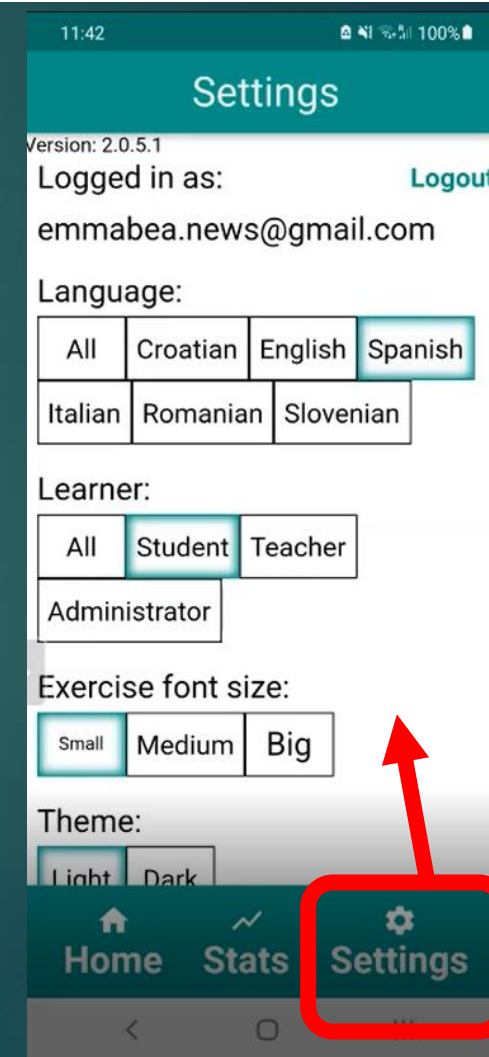 11:42 100%
Settings
Version: 2.0.5.1
Logged in as: Logout
emmabea.news@gmail.com
Language:
All Croatian English Spanish
Italian Romanian Slovenian
Learner:
All Student Teacher
Administrator
Exercise font size:
Small Medium Big
Theme:
Light Dark
Home Stats Settings